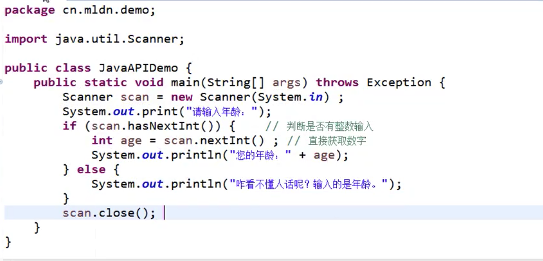 package cn.mldn.demo;
import java.util.Scanner;
public class JavaAPIDemo {
public static void main(String[] args) throws Exception {
Scanner scan = new Scanner(System.in) ;
System.out.print("请输入年龄：");
if (scan.hasNextInt()) { // 判断是否有整数输入
int age = scan.nextInt() ; // 直接获取数字
System.out.println("您的年龄：" + age);
} else {
System.out.println("咋看不懂人话呢？输入的是年龄。");
}
scan.close();
}
}